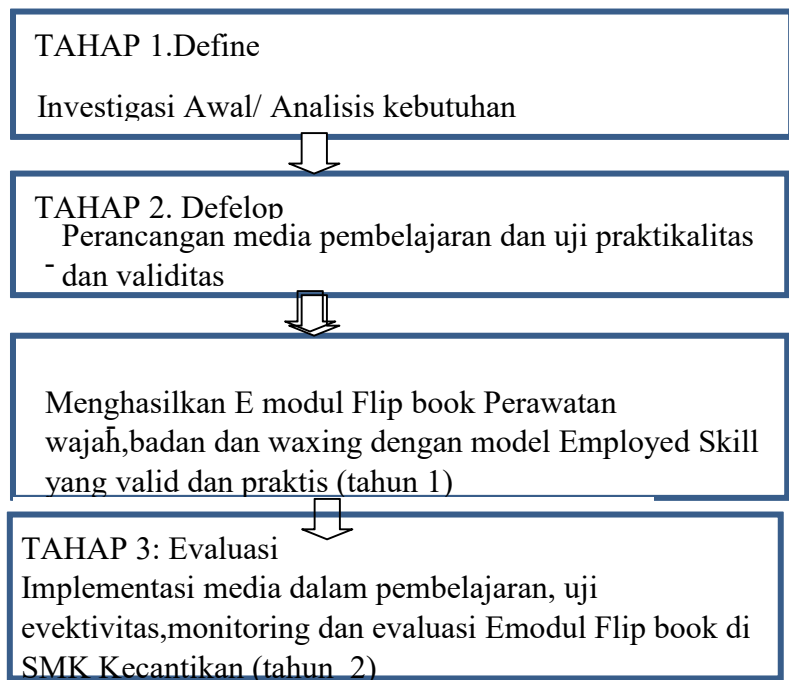 TAHAP 1.Define
Investigasi Awal/ Analisis kebutuhan
TAHAP 2. Defelop
Perancangan media pembelajaran dan uji praktikalitas
- dan validitas
Menghasilkan E modul Flip book Perawatan
wajah,badan dan waxing dengan model Employed Skill
yang valid dan praktis (tahun 1)
TAHAP 3: Evaluasi
Implementasi media dalam pembelajaran, uji
evektivitas,monitoring dan evaluasi Emodul Flip book di
SMK Kecantikan (tahun 2)